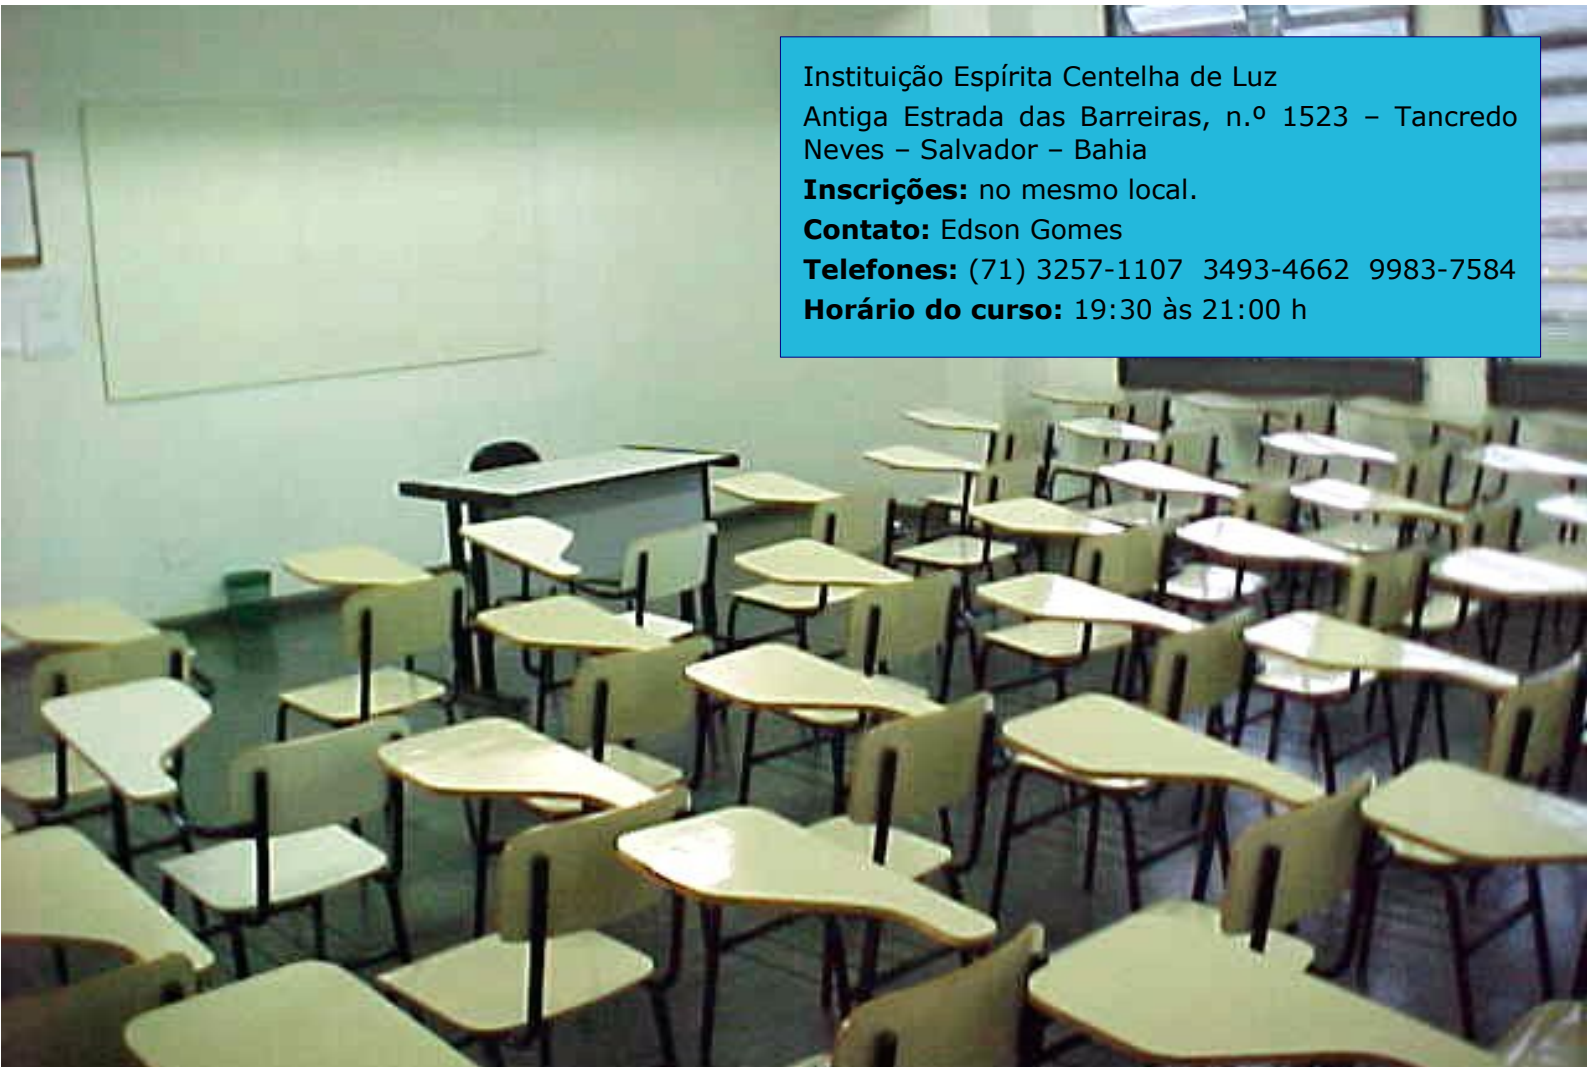 Instituição Espírita Centelha de Luz
Antiga Estrada das Barreiras, n.º 1523 – Tancredo
Neves – Salvador – Bahia
Inscrições: no mesmo local.
Contato: Edson Gomes
Telefones: (71) 3257-1107  3493-4662  9983-7584
Horário do curso: 19:30 às 21:00 h